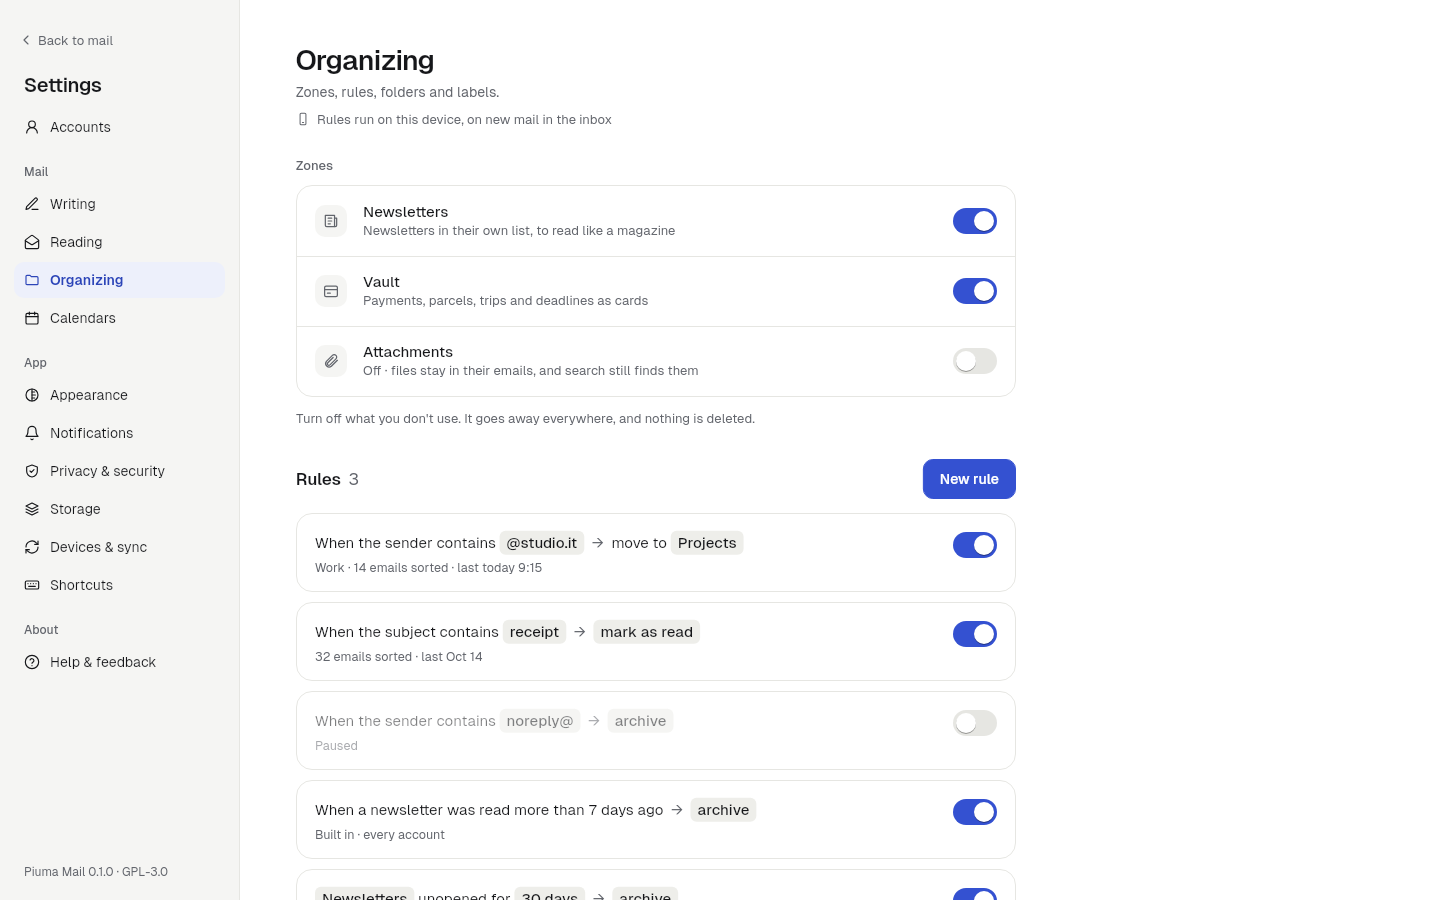 Back to mail
Settings
Accounts
Mail
Writing
Reading
Organizing
Calendars
App
Appearance
Notifications
Privacy & security
Storage
Devices & sync
Shortcuts
About
Help & feedback
Piuma Mail 0.1.0 · GPL-3.0
Organizing
Zones, rules, folders and labels.
Rules run on this device, on new mail in the inbox
Zones
Newsletters
Newsletters in their own list, to read like a magazine
Vault
Payments, parcels, trips and deadlines as cards
Attachments
Off · files stay in their emails, and search still finds them
Turn off what you don't use. It goes away everywhere, and nothing is deleted.
Rules 3
New rule
When the sender contains @studio.it → move to Projects
Work · 14 emails sorted · last today 9:15
When the subject contains receipt → mark as read
32 emails sorted · last Oct 14
When the sender contains noreply@ → archive
Paused
When a newsletter was read more than 7 days ago → archive
Built in · every account
Newsletters unopened for 30 days → archive